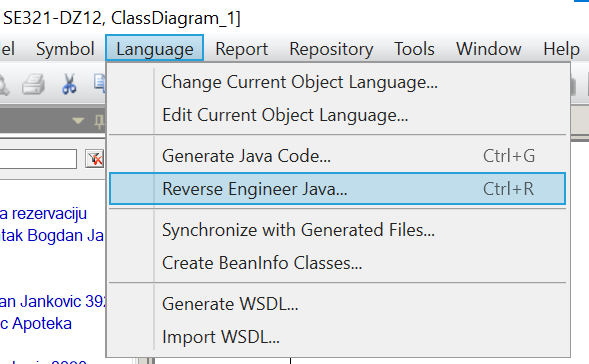 SE321-DZ12, ClassDiagram_1]
el Symbol Language Report Repository Tools Window Help
Change Current Object Language...
Edit Current Object Language...
Generate Java Code... Ctrl+G
Reverse Engineer Java... Ctrl+R
a rezervaciju
Synchronize with Generated Files...
tak Bogdan Ja
Create BeanInfo Classes...
an Jankovic 392
Generate WSDL...
c Apoteka
Import WSDL...